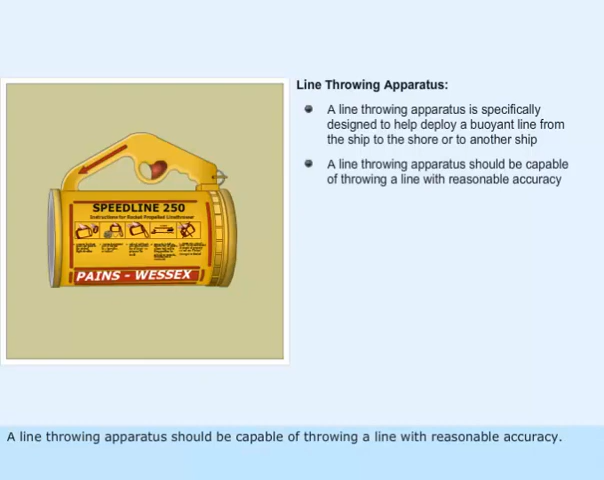 Line Throwing Apparatus:
A line throwing apparatus is specifically
designed to help deploy a buoyant line from
the ship to the shore or to another ship
A line throwing apparatus should be capable
of throwing a line with reasonable accuracy
SPEEDLINE 250
Instructions for Rocket Propelled Linethrower
PAINS - WESSEX
A line throwing apparatus should be capable of throwing a line with reasonable accuracy.